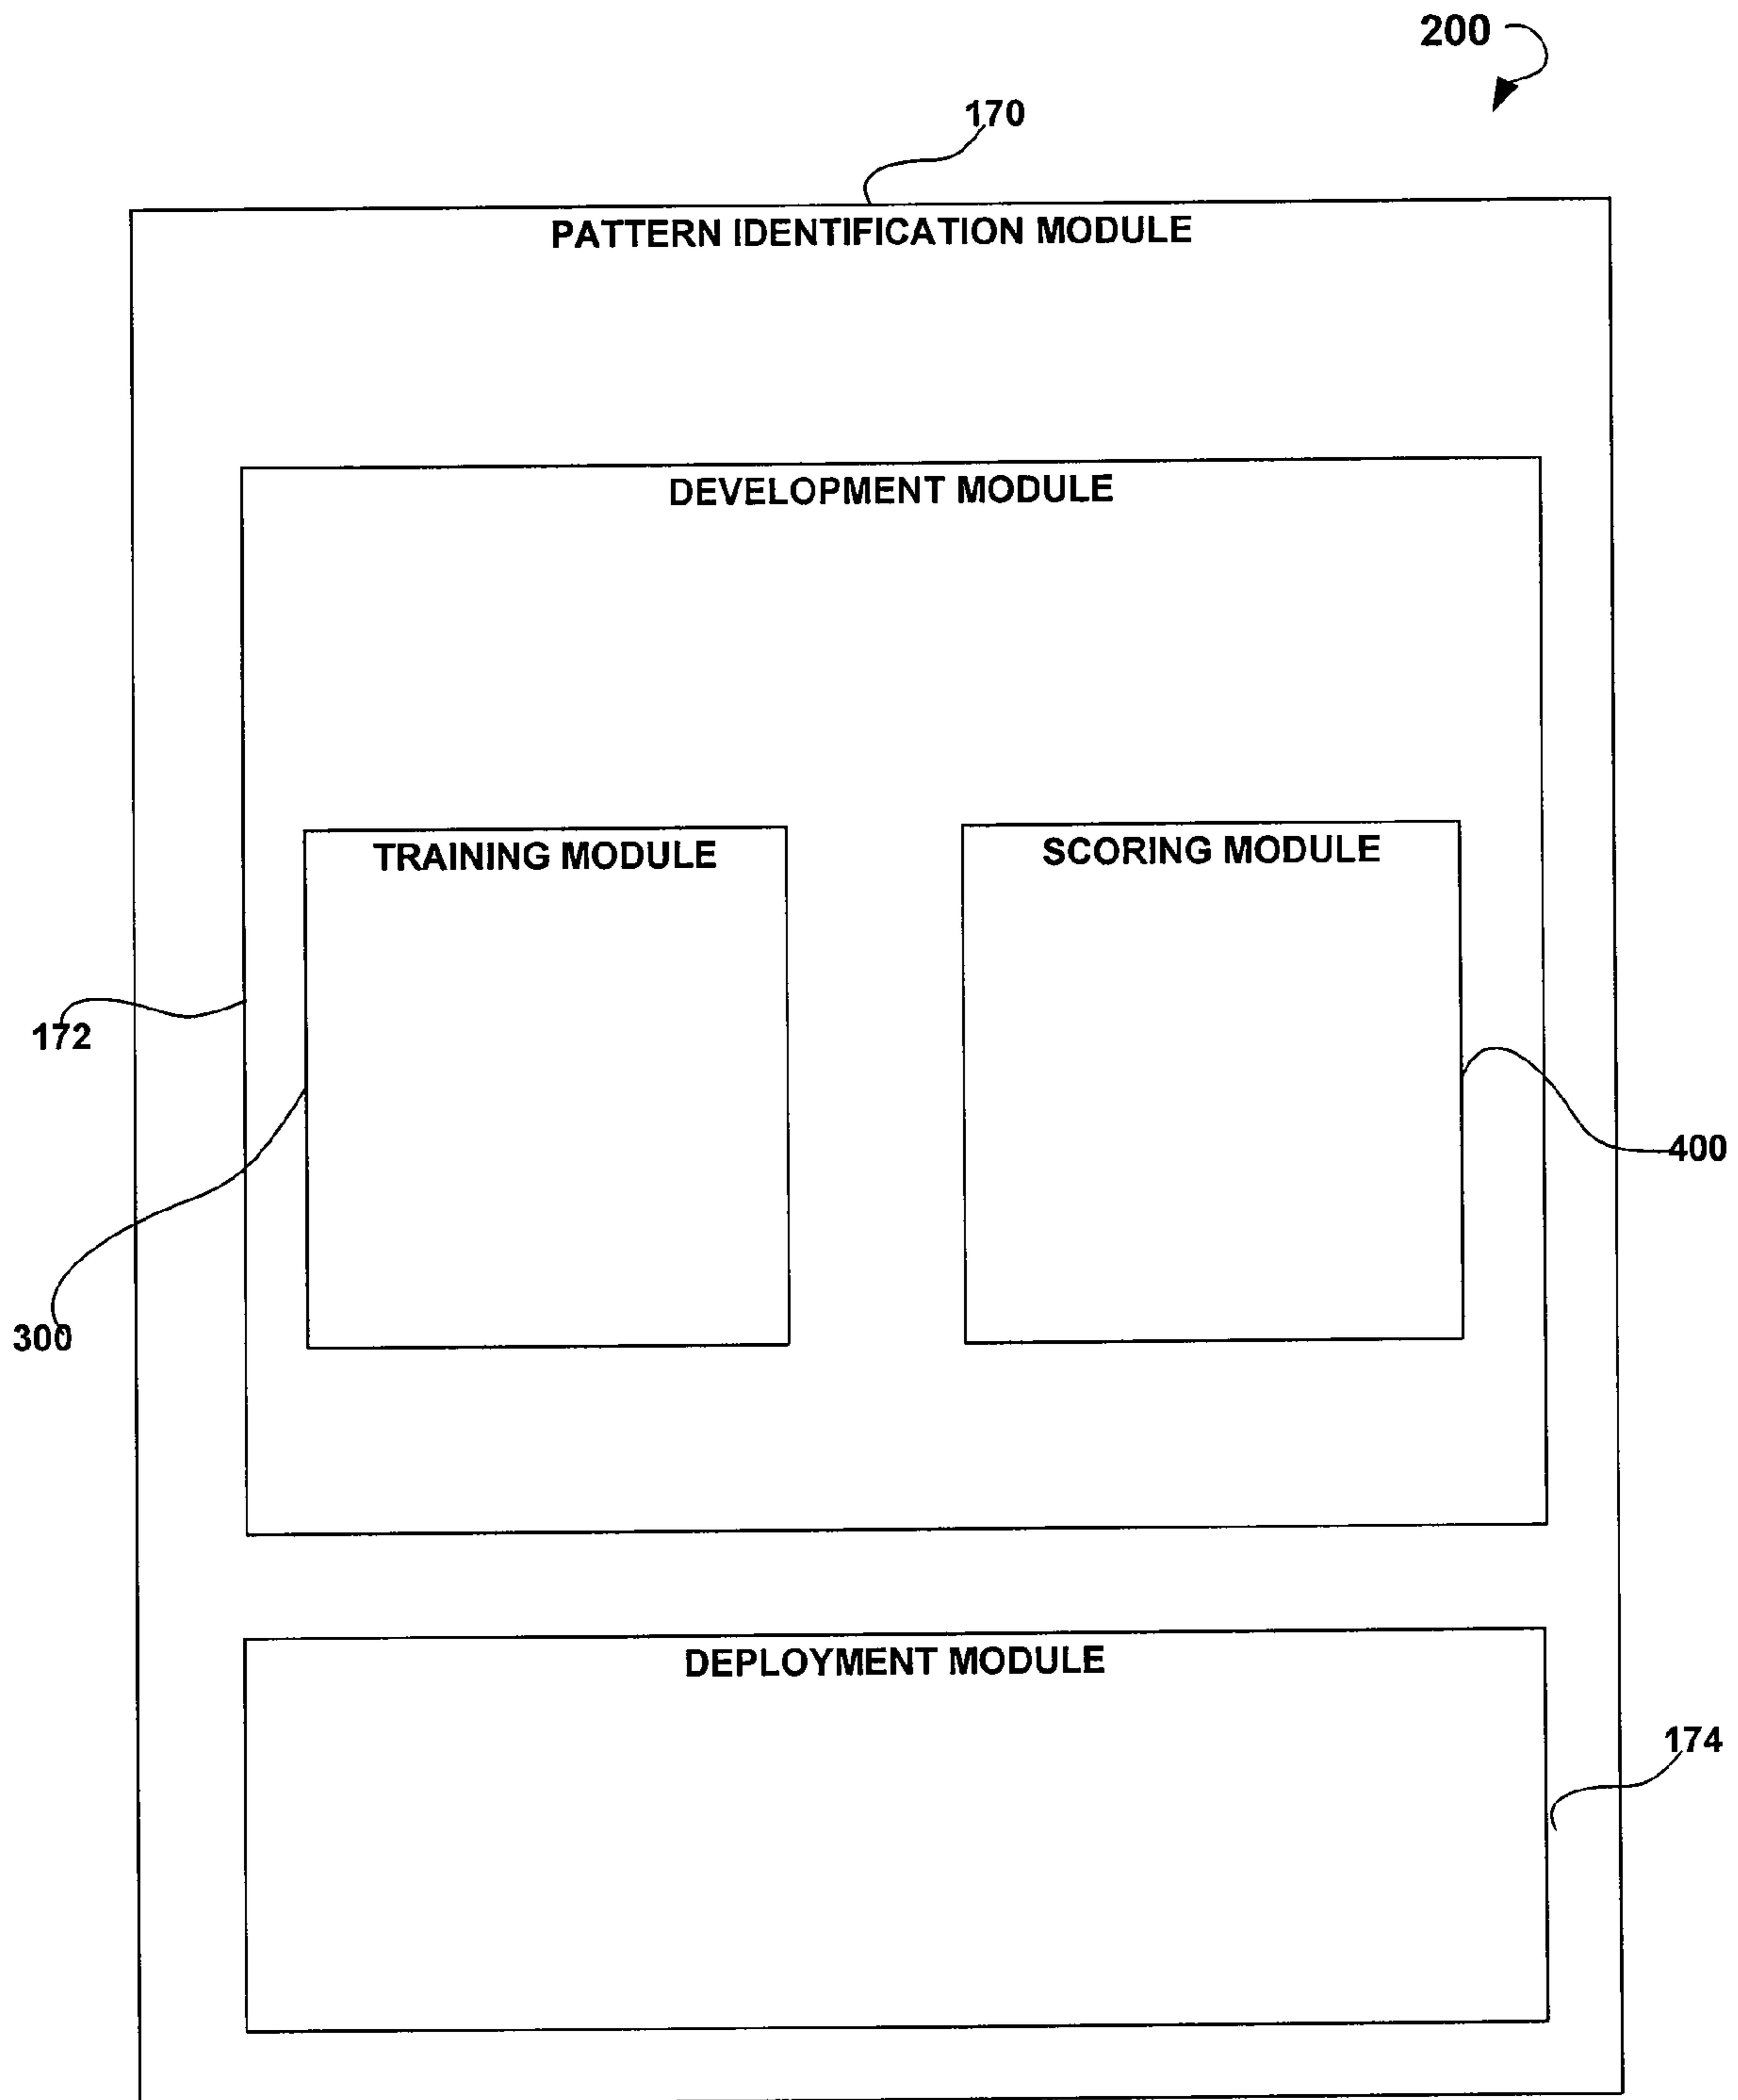 200
170
PATTERN IDENTIFICATION MODULE
DEVELOPMENT MODULE
TRAINING MODULE
SCORING MODULE
172
400
300
DEPLOYMENT MODULE
174